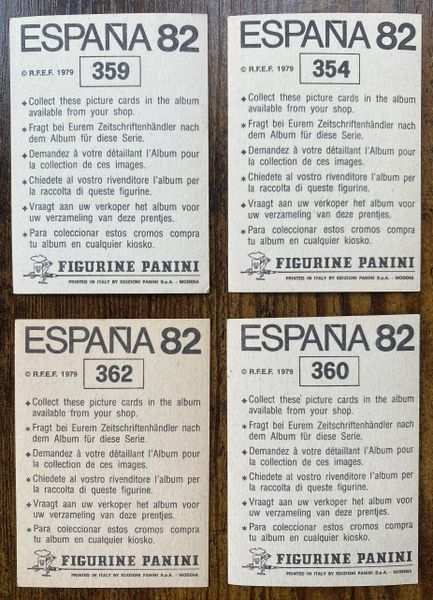 ESPAÑA 82
© R.F.E.F. 1979
359
Collect these picture cards in the album
available from your shop.
Fragt bei Eurem Zeitschriftenhändler nach
dem Album für diese Serie.
Demandez à vôtre détaillant l'Album pour
la collection de ces images.
Chiedete al vostro rivenditore l'album per
la raccolta di queste figurine.
Vraagt aan uw verkoper het album voor
uw verzameling van deze prentjes.
Para coleccionar estos cromos compra
tu album en cualquier kiosko.
FIGURINE PANINI
PRINTED IN ITALY BY EDIZIONI PANINI S.p.A. - MODENA
ESPAÑA 82
© R.F.E.F. 1979
354
Collect these picture cards in the album
available from your shop.
Fragt bei Eurem Zeitschriftenhändler nach
dem Album für diese Serie.
Demandez à vôtre détaillant l'Album pour
la collection de ces images.
Chiedete al vostro rivenditore l'album per
la raccolta di queste figurine.
Vraagt aan uw verkoper het album voor
uw verzameling van deze prentjes.
Para coleccionar estos cromos compra
tu album en cualquier kiosko.
FIGURINE PANINI
PRINTED IN ITALY BY EDIZIONI PANINI S.p.A. - MODENA
ESPAÑA 82
© R.F.E.F. 1979
362
Collect these picture cards in the album
available from your shop.
Fragt bei Eurem Zeitschriftenhändler nach
dem Album für diese Serie.
Demandez à vôtre détaillant l'Album pour
la collection de ces images.
Chiedete al vostro rivenditore l'album per
la raccolta di queste figurine.
Vraagt aan uw verkoper het album voor
uw verzameling van deze prentjes.
Para coleccionar estos cromos compra
tu album en cualquier kiosko.
FIGURINE PANINI
PRINTED IN ITALY BY EDIZIONI PANINI S.p.A. - MODENA
ESPAÑA 82
© R.F.E.F. 1979
360
Collect these picture cards in the album
available from your shop.
Fragt bei Eurem Zeitschriftenhändler nach
dem Album für diese Serie.
Demandez à vôtre détaillant l'Album pour
la collection de ces images.
Chiedete al vostro rivenditore l'album per
la raccolta di queste figurine.
Vraagt aan uw verkoper het album voor
uw verzameling van deze prentjes.
Para coleccionar estos cromos compra
tu album en cualquier kiosko.
FIGURINE PANINI
PRINTED IN ITALY BY EDIZIONI PANINI S.p.A. - MODENA